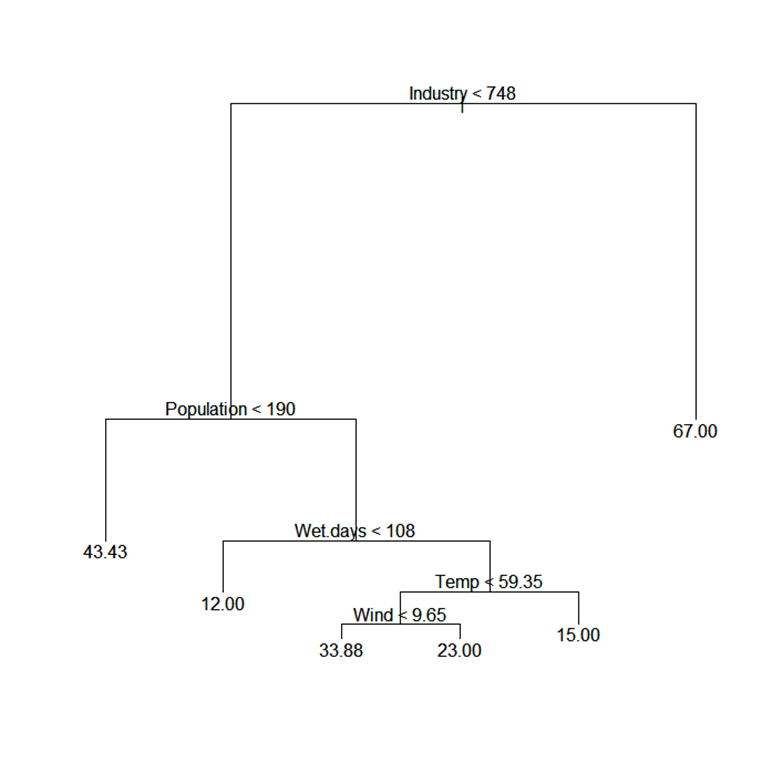 Industry < 748
Population < 190
67.00
Wet.days < 108
43.43
Temp < 59.35
12.00
Wind < 9.65
15.00
33.88
23.00